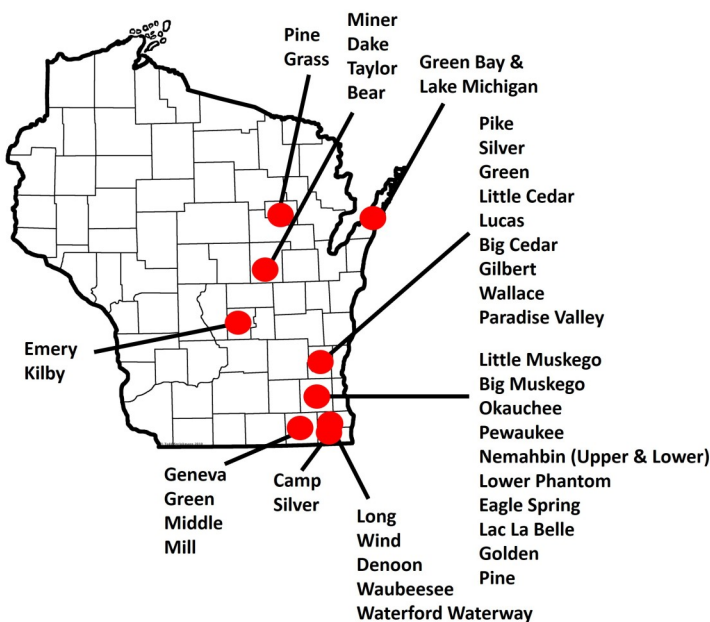 Pine
Grass
Miner
Dake
Taylor
Bear
Green Bay &
Lake Michigan
Pike
Silver
Green
Little Cedar
Lucas
Big Cedar
Gilbert
Wallace
Paradise Valley
Emery
Kilby
Little Muskego
Big Muskego
Okauchee
Pewaukee
Nemahbin (Upper & Lower)
Lower Phantom
Eagle Spring
Lac La Belle
Golden
Pine
Geneva
Green
Middle
Mill
Camp
Silver
Long
Wind
Denoon
Waubeesee
Waterford Waterway